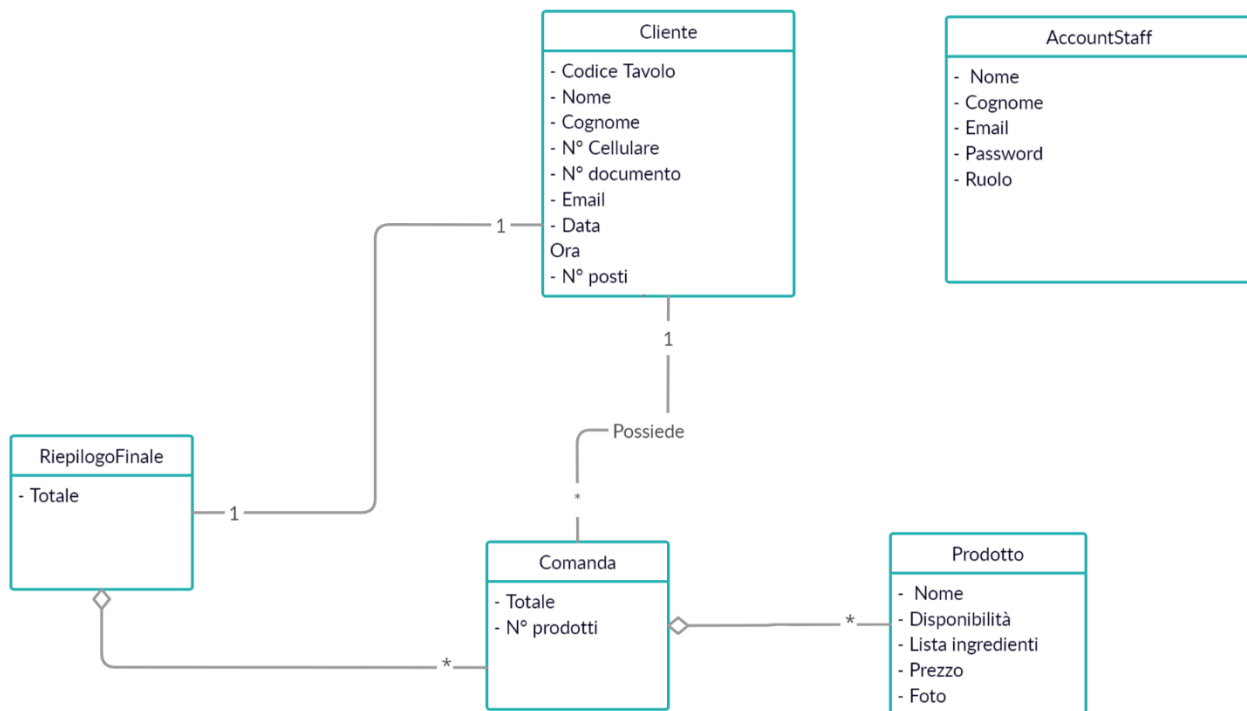 Cliente
- Codice Tavolo
- Nome
- Cognome
- N° Cellulare
- N° documento
- Email
- Data
Ora
- N° posti
AccountStaff
- Nome
- Cognome
- Email
- Password
- Ruolo
1
1
Possiede
*
RiepilogoFinale
- Totale
1
*
Comanda
- Totale
- N° prodotti
*
Prodotto
- Nome
- Disponibilità
- Lista ingredienti
- Prezzo
- Foto